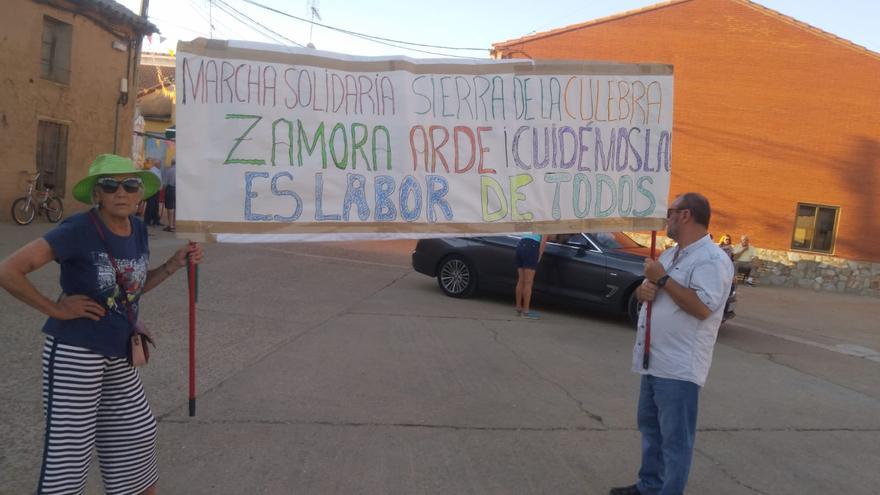 MARCHA SOLIDARIA SIERRA DE LA CULEBRA
ZAMORA ARDE ¡CUIDÉMOSLA
ES LABOR DE TODOS